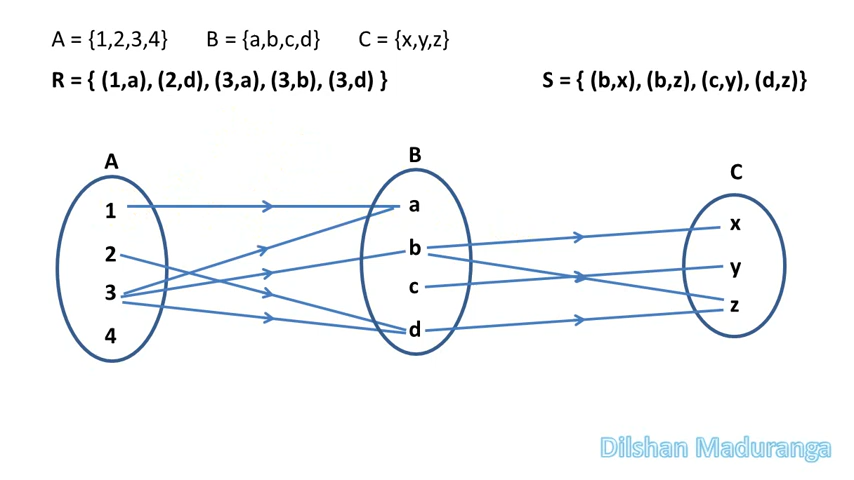 A = {1,2,3,4} B = {a,b,c,d} C = {x,y,z}
R = { (1,a), (2,d), (3,a), (3,b), (3,d) } S = { (b,x), (b,z), (c,y), (d,z)}
A B C
1 a x
2 b y
3 c z
4 d
Dilshan Maduranga